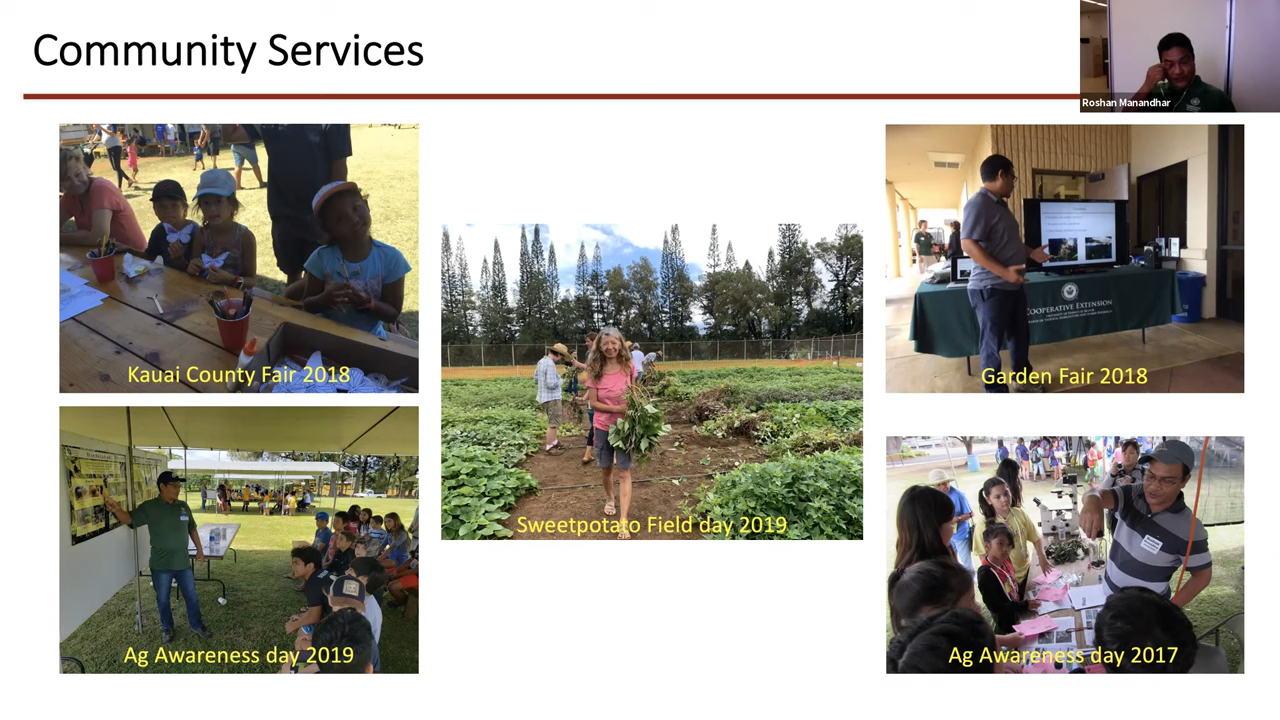 Community Services
Roshan Manandhar
Kauai County Fair 2018
Garden Fair 2018
COOPERATIVE EXTENSION
Sweetpotato Field day 2019
Ag Awareness day 2019
Ag Awareness day 2017